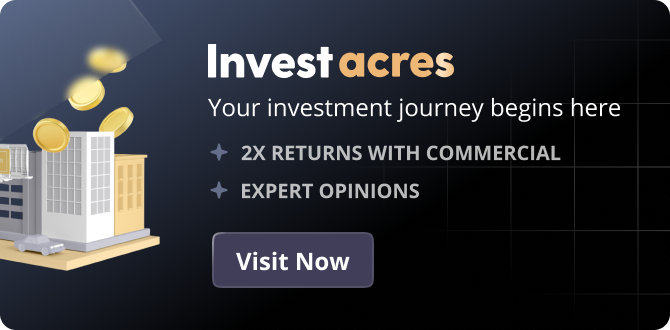 Invest acres
Your investment journey begins here
2X RETURNS WITH COMMERCIAL
EXPERT OPINIONS
Visit Now